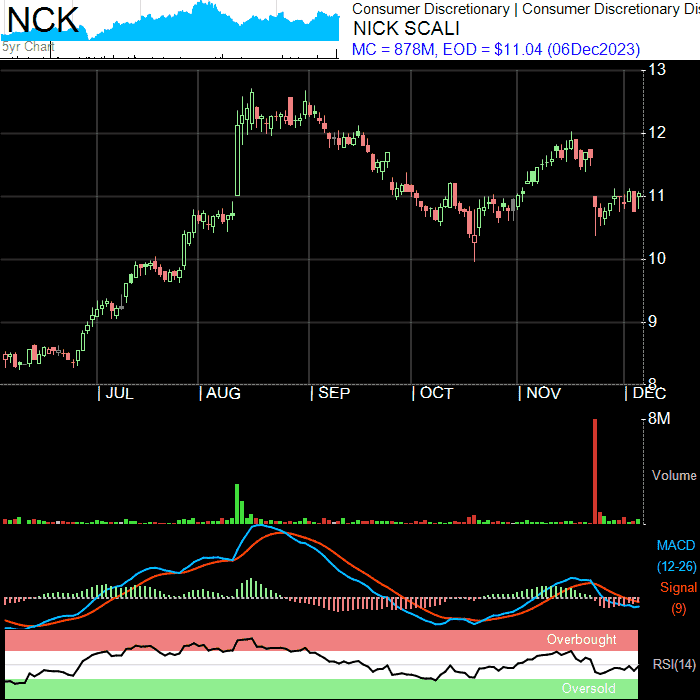 NCK
5yr Chart
Consumer Discretionary | Consumer Discretionary Dis
NICK SCALI
MC = 878M, EOD = $11.04 (06Dec2023)
13
12
11
10
9
8
| JUL | AUG | SEP | OCT | NOV | DEC
8M
Volume
MACD
(12-26)
Signal
(9)
Overbought
RSI(14)
Oversold